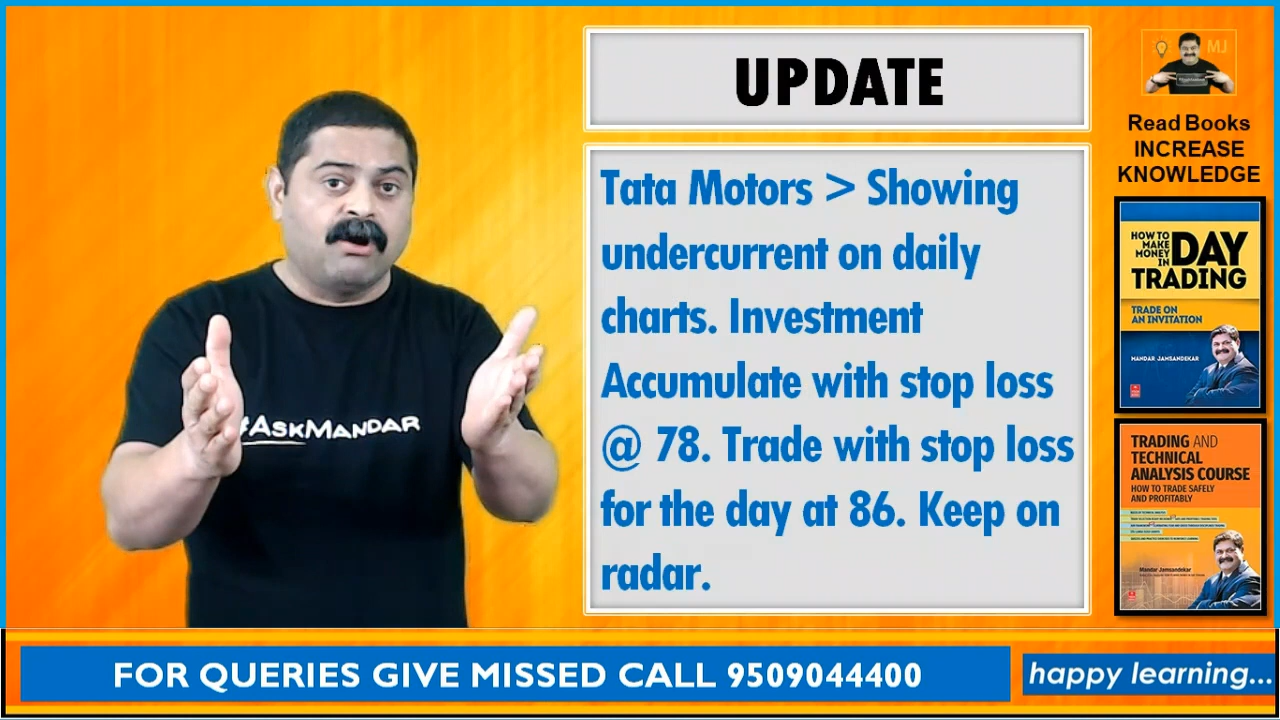 UPDATE
Tata Motors > Showing
undercurrent on daily
charts. Investment
Accumulate with stop loss
@ 78. Trade with stop loss
for the day at 86. Keep on
radar.
#ASKMANDAR
MJ
Read Books
INCREASE
KNOWLEDGE
HOW TO
MAKE
MONEY
IN
DAY
TRADING
TRADE ON
AN INVITATION
MANDAR JAMSANDEKAR
TRADING AND
TECHNICAL
ANALYSIS COURSE
HOW TO TRADE SAFELY
AND PROFITABLY
Mandar Jamsandekar
FOR QUERIES GIVE MISSED CALL 9509044400
happy learning...